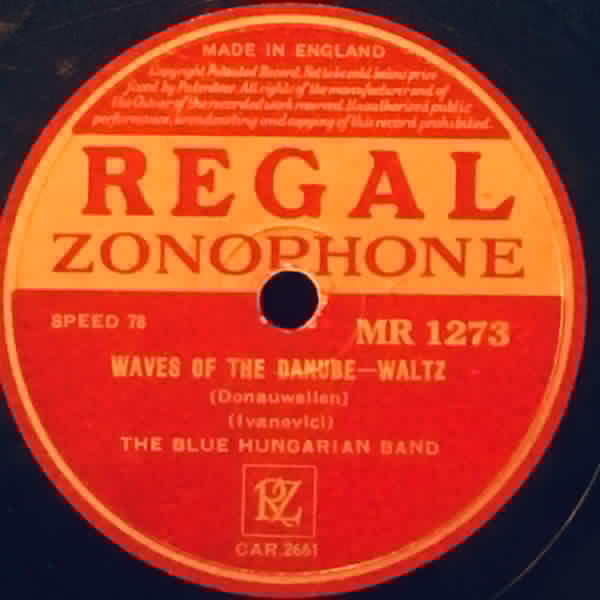 MADE IN ENGLAND
Copyright Patented Record. Not to be sold below price
fixed by Patentees. All rights of the manufacturer and of
the Owner of the recorded work reserved. Unauthorised public
performance, broadcasting and copying of this record prohibited.
REGAL
ZONOPHONE
SPEED 78
MR 1273
WAVES OF THE DANUBE—WALTZ
(Donauwellen)
(Ivanovici)
THE BLUE HUNGARIAN BAND
RZ
CAR.2661